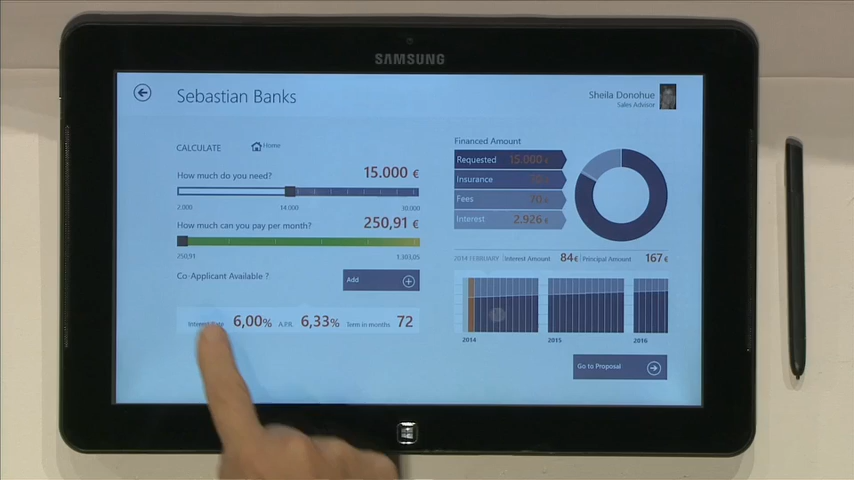 SAMSUNG
Sebastian Banks
Sheila Donohue
Sales Advisor
CALCULATE
Home
How much do you need?
15.000 €
2.000
14.000
30.000
How much can you pay per month?
250,91 €
250,91
1.303,05
Co-Applicant Available ?
Add
Interest Rate
6,00%
A.P.R.
6,33%
Term in months
72
Financed Amount
Requested 15.000 €
Insurance
Fees
Interest 2.926 €
2014 FEBRUARY
Interest Amount
84€
Principal Amount
167 €
2014
2015
2016
Go to Proposal